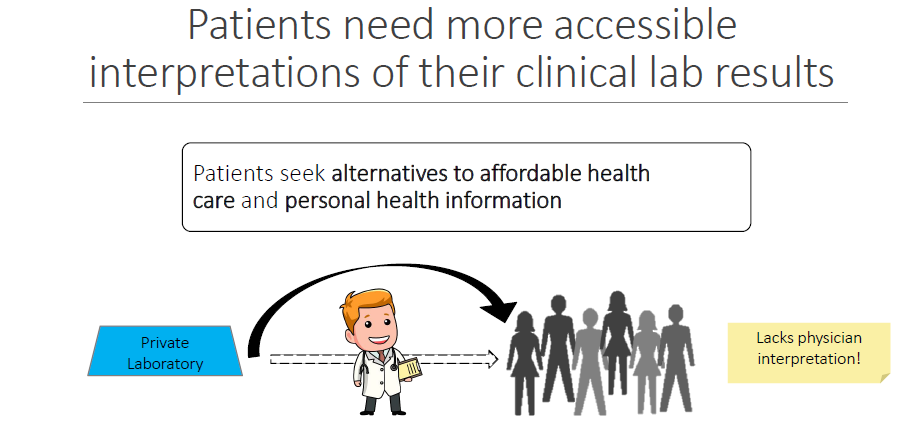 Patients need more accessible
interpretations of their clinical lab results
Patients seek alternatives to affordable health
care and personal health information
Private
Laboratory
Lacks physician
interpretation!